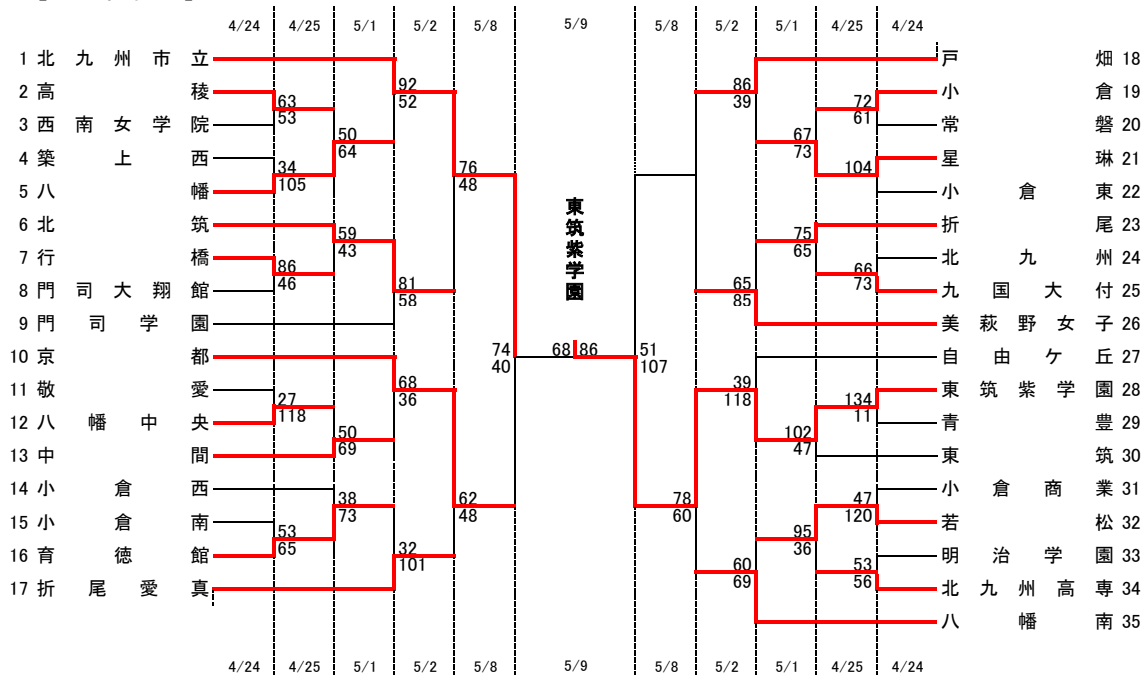 4/24 4/25 5/1 5/2 5/8 5/9 5/8 5/2 5/1 4/25 4/24
1 北九州市立
2 高稜
3 西南女学院
4 築上西
5 八幡
6 北筑
7 行橋
8 門司大翔館
9 門司学園
10 京都
11 敬愛
12 八幡中央
13 中間
14 小倉西
15 小倉南
16 育徳館
17 折尾愛真
63
53
34
105
86
46
27
118
53
65
50
64
59
43
50
69
38
73
92
52
81
58
68
36
32
101
76
48
62
48
74
40
東筑紫学園
68 86
51
107
78
60
86
39
65
85
39
118
60
69
67
73
75
65
102
47
95
36
72
61
104
66
73
134
11
47
120
53
56
戸畑 18
小倉 19
常磐 20
星琳 21
小倉東 22
折尾 23
北九州 24
九国大付 25
美萩野女子 26
自由ケ丘 27
東筑紫学園 28
青豊 29
東筑 30
小倉商業 31
若松 32
明治学園 33
北九州高専 34
八幡南 35
4/24 4/25 5/1 5/2 5/8 5/9 5/8 5/2 5/1 4/25 4/24